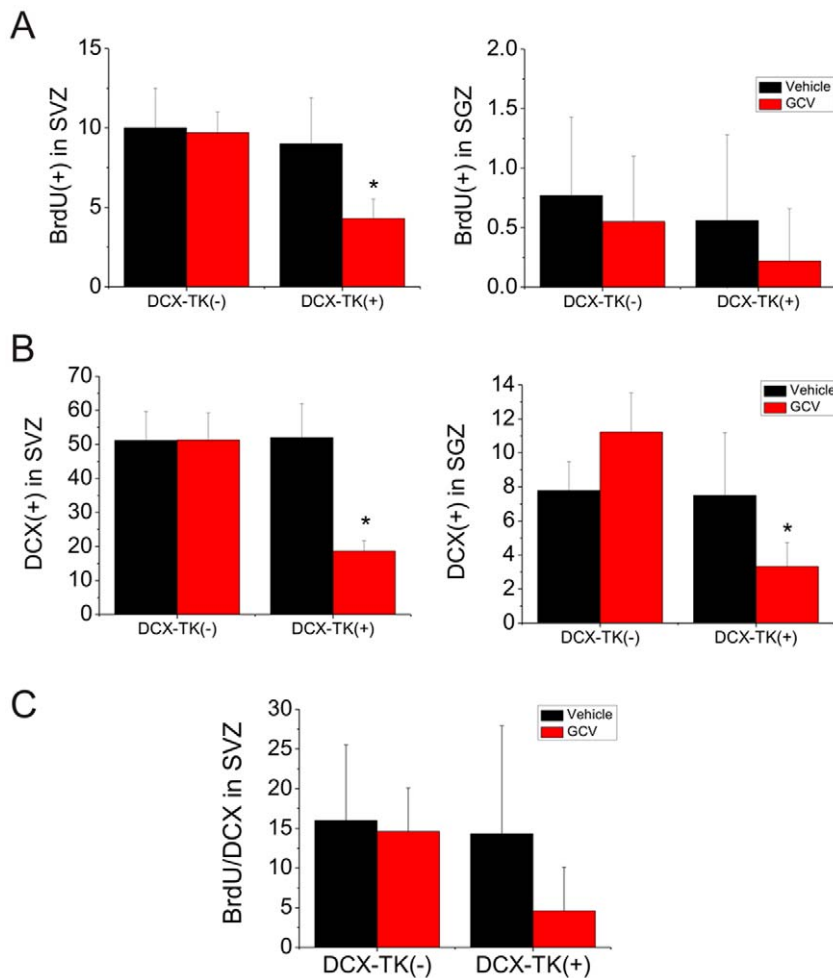 A
BrdU(+) in SVZ
15
10
5
0
*
DCX-TK(-) DCX-TK(+)
BrdU(+) in SGZ
2.0
1.5
1.0
0.5
0.0
Vehicle
GCV
DCX-TK(-) DCX-TK(+)
B
DCX(+) in SVZ
70
60
50
40
30
20
10
0
*
DCX-TK(-) DCX-TK(+)
DCX(+) in SGZ
14
12
10
8
6
4
2
0
Vehicle
GCV
*
DCX-TK(-) DCX-TK(+)
C
BrdU/DCX in SVZ
30
25
20
15
10
5
0
Vehicle
GCV
DCX-TK(-) DCX-TK(+)